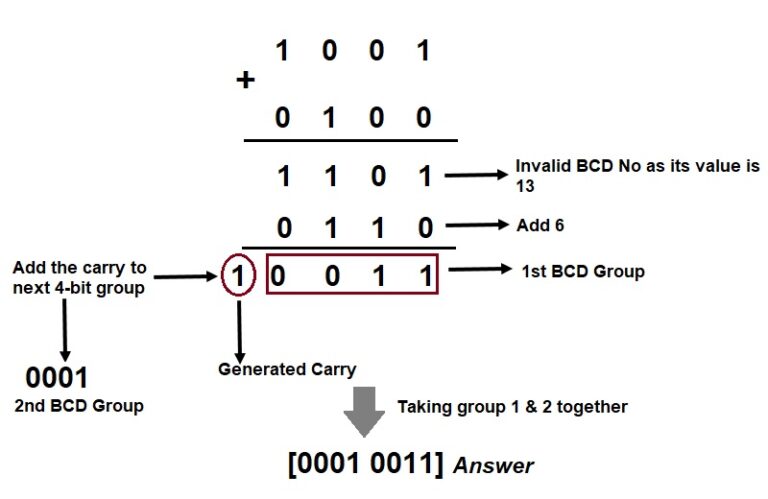 1 0 0 1
+
0 1 0 0
1 1 0 1
Invalid BCD No as its value is
13
0 1 1 0
Add 6
Add the carry to
next 4-bit group
1 0 0 1 1
1st BCD Group
0001
2nd BCD Group
Generated Carry
Taking group 1 & 2 together
[0001 0011] Answer